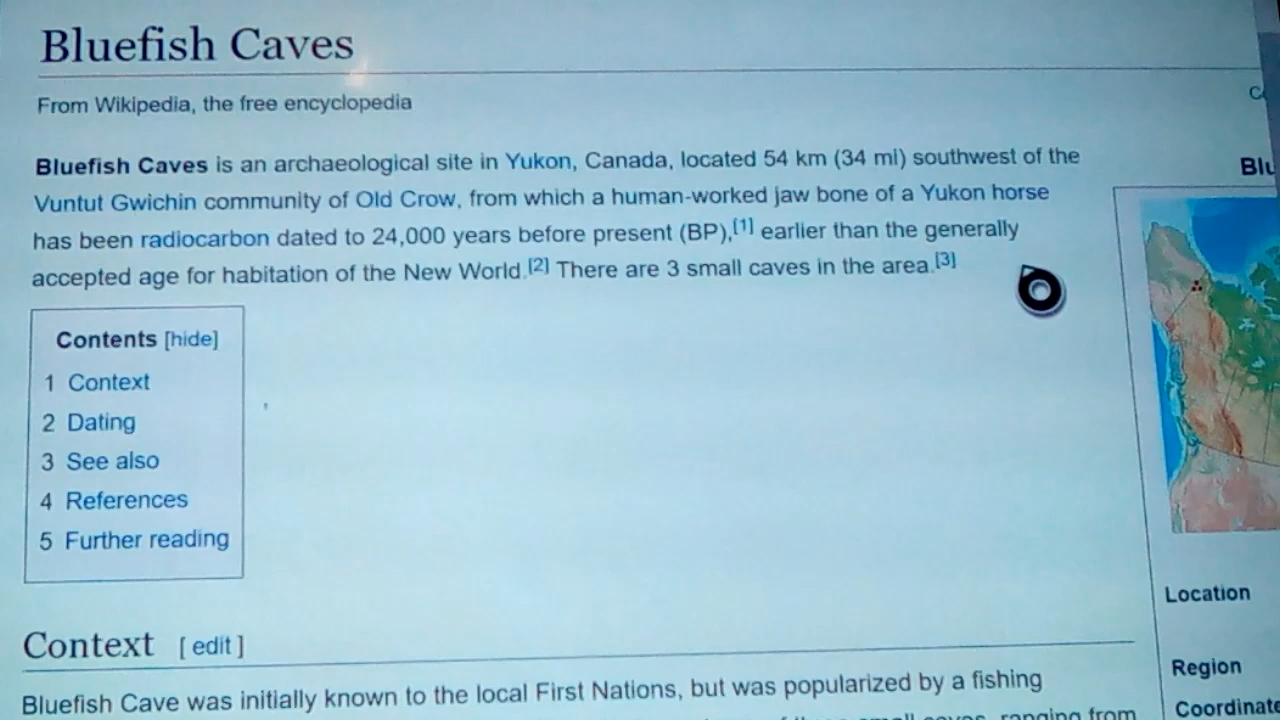 Bluefish Caves
From Wikipedia, the free encyclopedia
Bluefish Caves is an archaeological site in Yukon, Canada, located 54 km (34 mi) southwest of the
Vuntut Gwichin community of Old Crow, from which a human-worked jaw bone of a Yukon horse
has been radiocarbon dated to 24,000 years before present (BP),[1] earlier than the generally
accepted age for habitation of the New World.[2] There are 3 small caves in the area.[3]
Contents [hide]
1 Context
2 Dating
3 See also
4 References
5 Further reading
Location
Context [ edit ]
Region
Bluefish Cave was initially known to the local First Nations, but was popularized by a fishing
small caves, ranging from